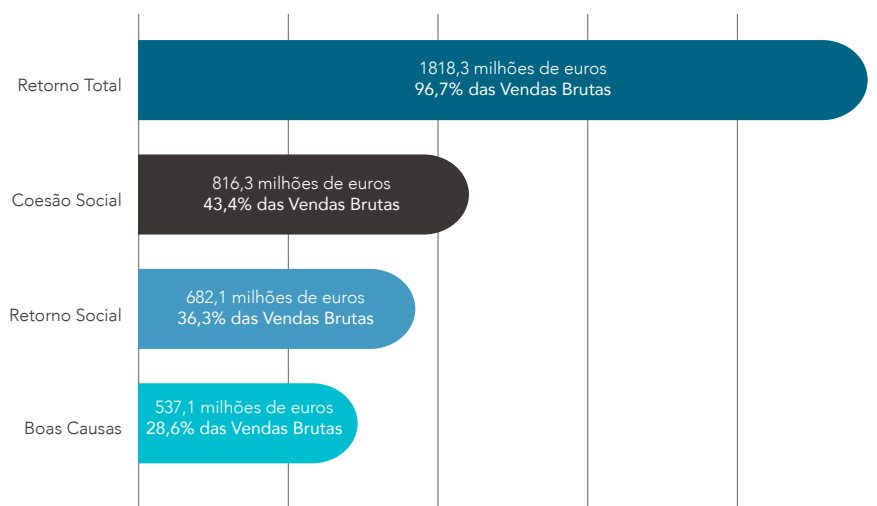 Retorno Total
1818,3 milhões de euros
96,7% das Vendas Brutas
Coesão Social
816,3 milhões de euros
43,4% das Vendas Brutas
Retorno Social
682,1 milhões de euros
36,3% das Vendas Brutas
Boas Causas
537,1 milhões de euros
28,6% das Vendas Brutas